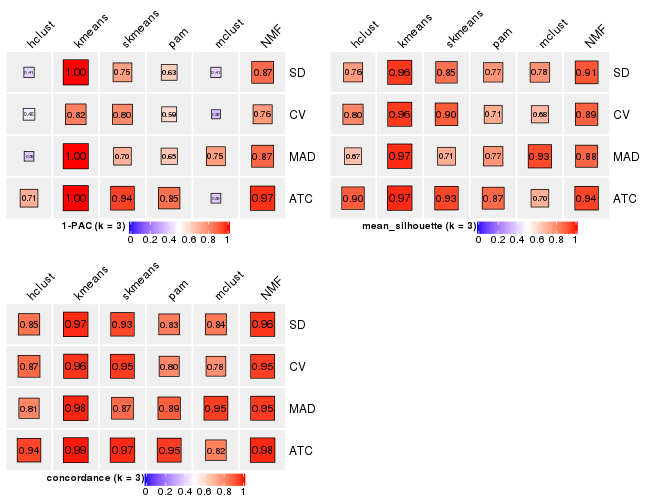 hclust kmeans skmeans pam mclust NMF
1.00 0.75 0.63 0.87 SD
0.82 0.80 0.59 0.76 CV
1.00 0.70 0.65 0.75 0.87 MAD
0.71 1.00 0.94 0.85 0.97 ATC
1-PAC (k = 3)
0 0.2 0.4 0.6 0.8 1
hclust kmeans skmeans pam mclust NMF
0.76 0.96 0.85 0.77 0.78 0.91 SD
0.80 0.96 0.90 0.71 0.68 0.89 CV
0.67 0.97 0.71 0.77 0.93 0.88 MAD
0.90 0.97 0.93 0.87 0.70 0.94 ATC
mean_silhouette (k = 3)
0 0.2 0.4 0.6 0.8 1
hclust kmeans skmeans pam mclust NMF
0.85 0.97 0.93 0.83 0.84 0.96 SD
0.87 0.96 0.95 0.80 0.78 0.95 CV
0.81 0.98 0.87 0.89 0.95 0.95 MAD
0.94 0.99 0.97 0.95 0.82 0.98 ATC
concordance (k = 3)
0 0.2 0.4 0.6 0.8 1